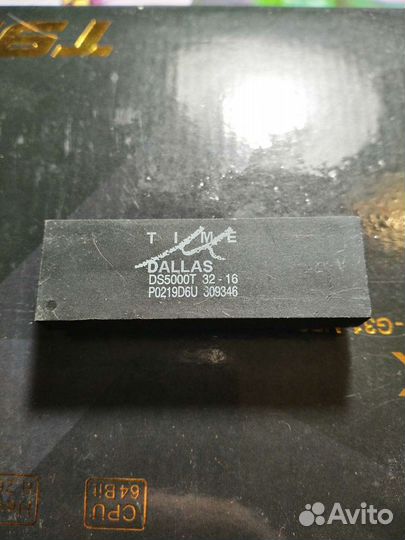 TIME
DALLAS
DS5000T 32-16
P0219D6U 309346
CPU
64Bit
Avito